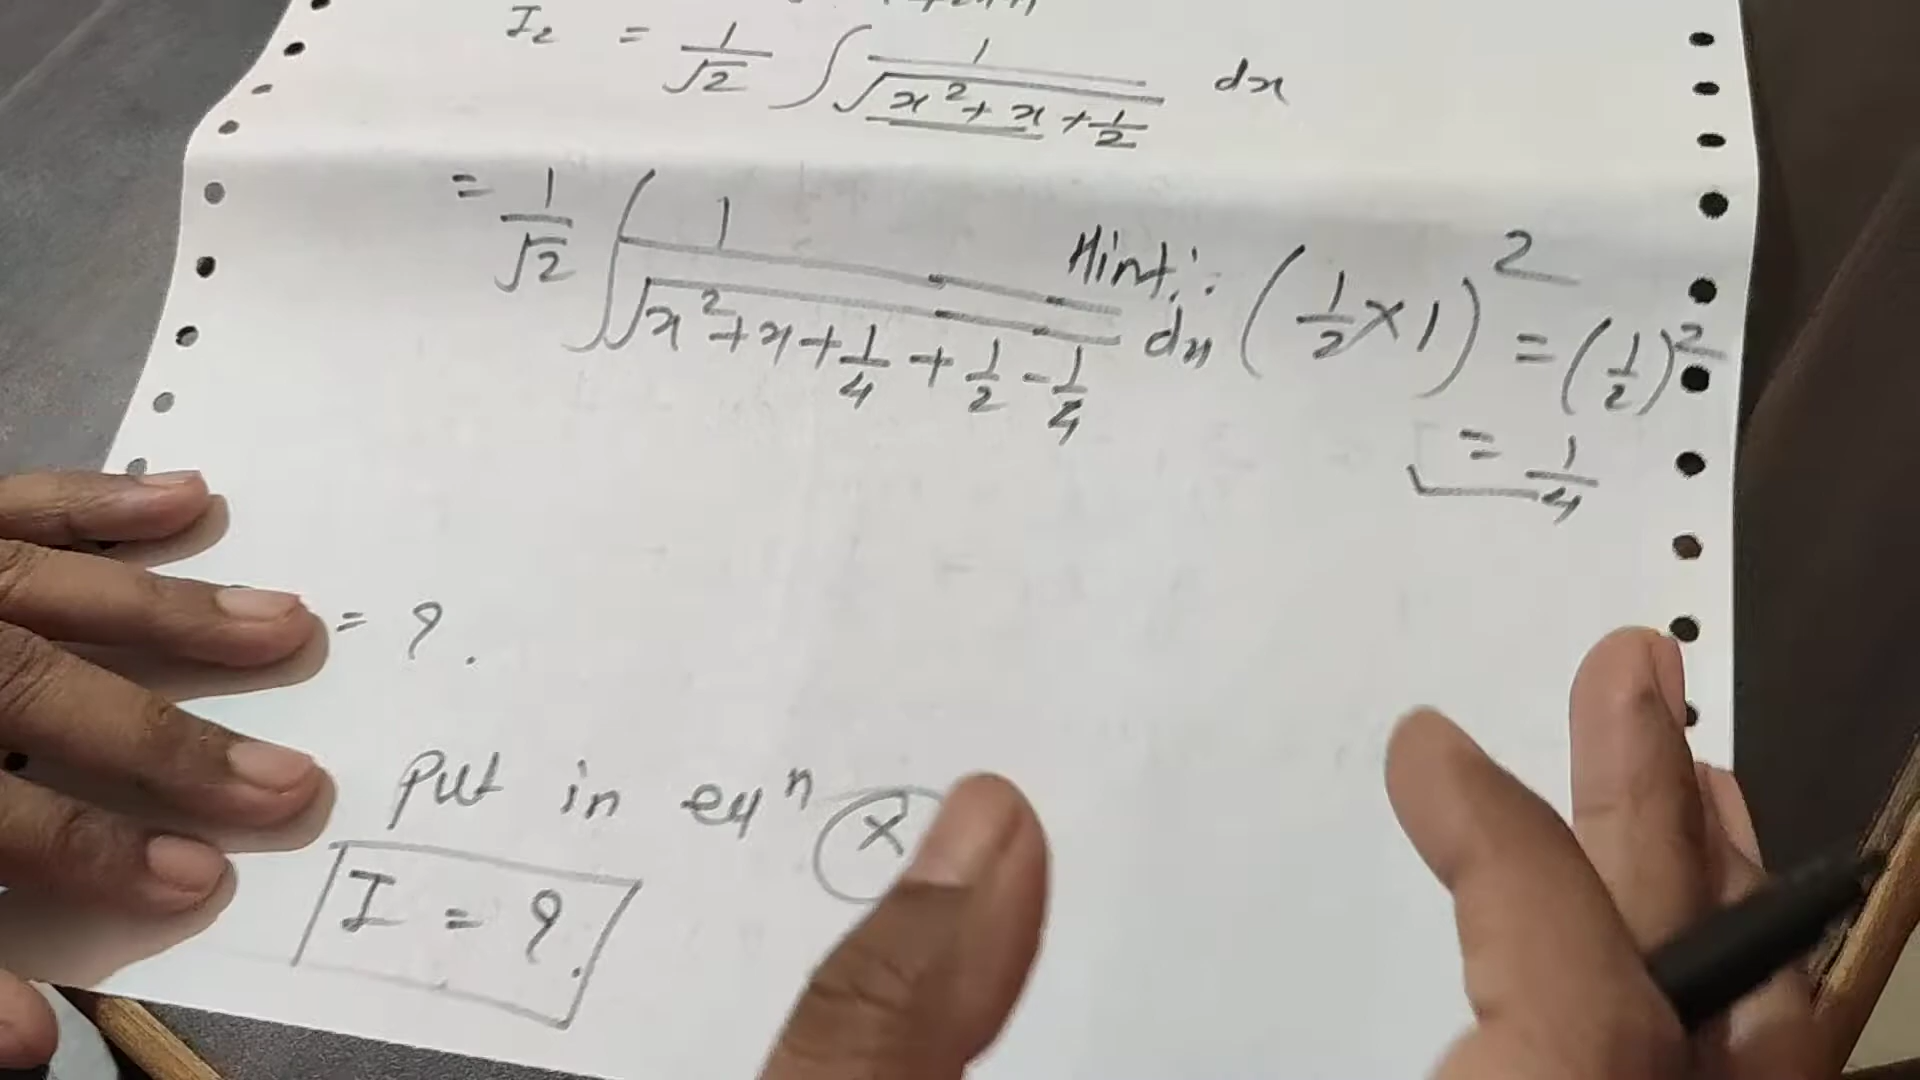 I₂ = 1/√2 ∫ 1/√(x² + x + 1/2) dx
= 1/√2 ∫ 1/√(x² + x + 1/4 + 1/2 - 1/4) dx
Hint: (1/2 × 1)² = (1/2)²
= 1/4
= ?.
Put in eqⁿ (X)
I = ?.